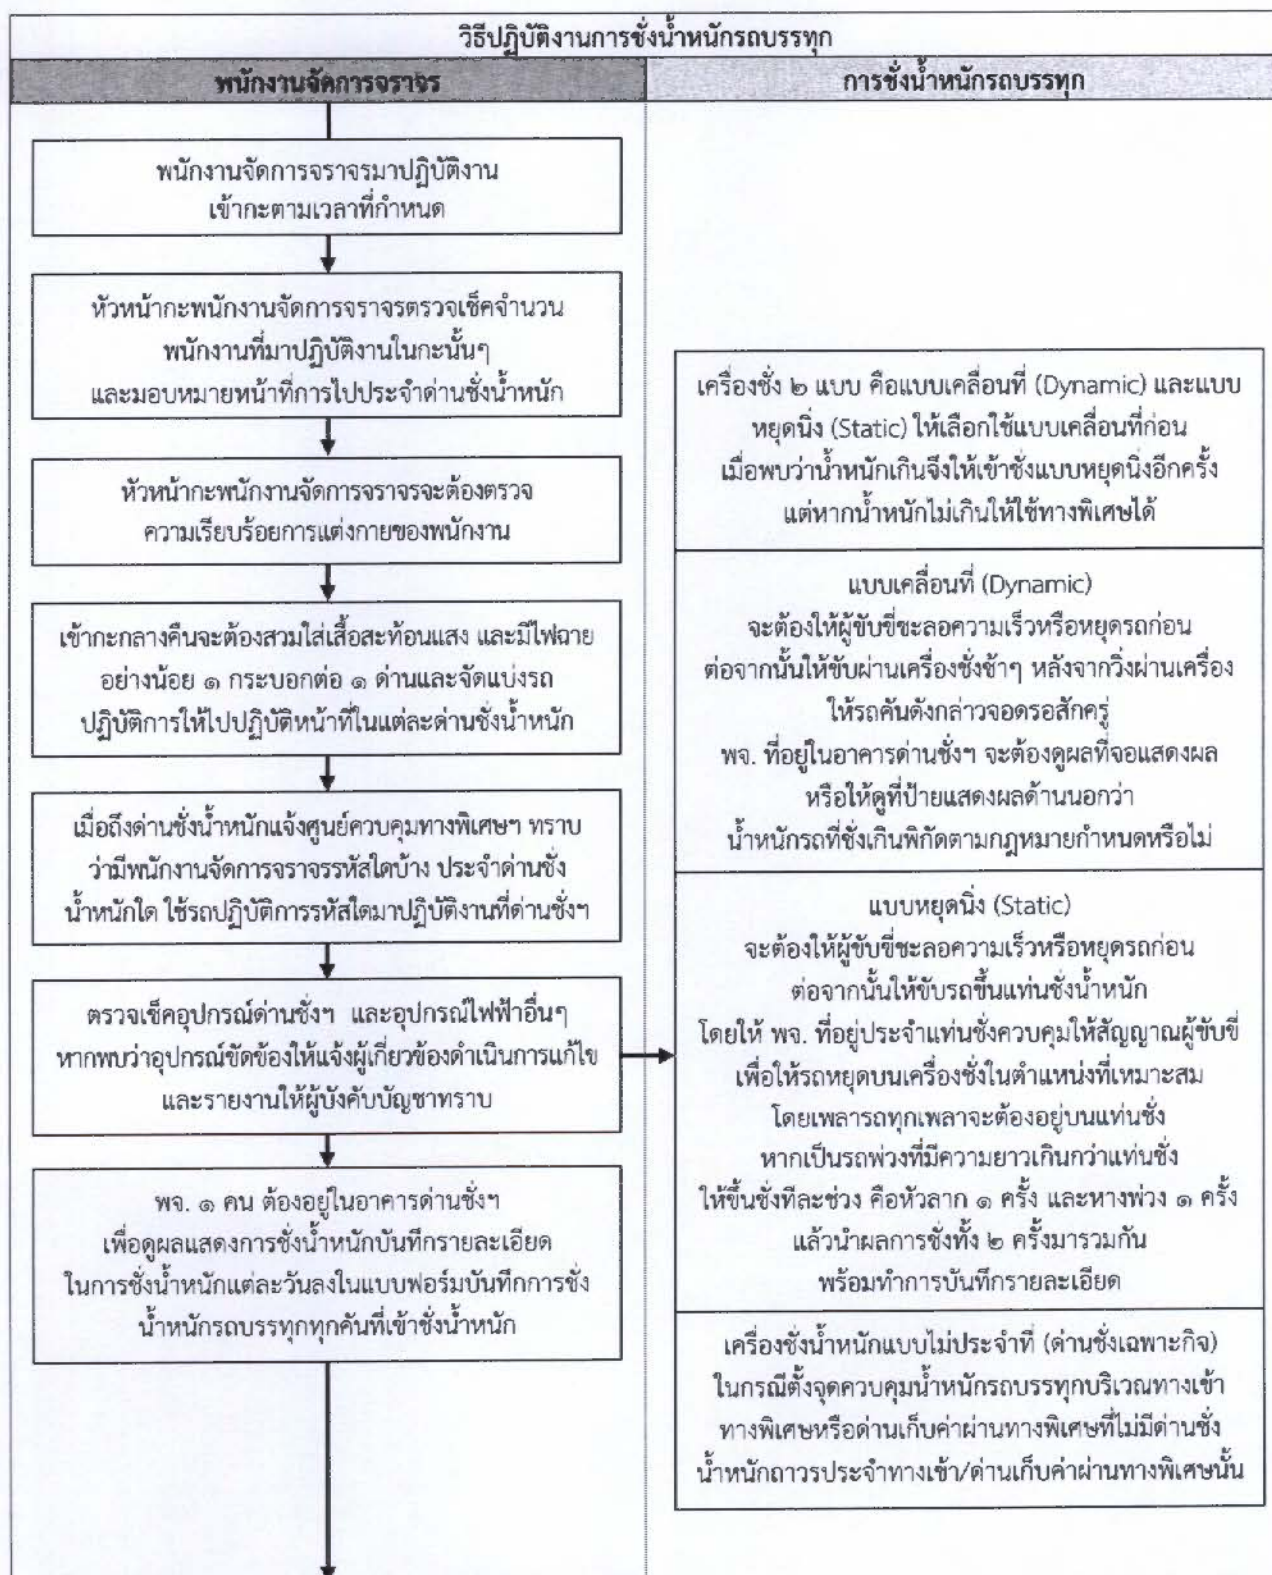 วิธีปฏิบัติงานการชั่งน้ำหนักรถบรรทุก
พนักงานจัดการจราจร
การชั่งน้ำหนักรถบรรทุก
พนักงานจัดการจราจรมาปฏิบัติงาน
เข้ากะตามเวลาที่กำหนด
หัวหน้ากะพนักงานจัดการจราจรตรวจเช็คจำนวน
พนักงานที่มาปฏิบัติงานในกะนั้นๆ
และมอบหมายหน้าที่การไปประจำด่านชั่งน้ำหนัก
หัวหน้ากะพนักงานจัดการจราจรจะต้องตรวจ
ความเรียบร้อยการแต่งกายของพนักงาน
เข้ากะกลางคืนจะต้องสวมใส่เสื้อสะท้อนแสง และมีไฟฉาย
อย่างน้อย ๑ กระบอกต่อ ๑ ด่านและจัดแบ่งรถ
ปฏิบัติการให้ไปปฏิบัติหน้าที่ในแต่ละด่านชั่งน้ำหนัก
เมื่อถึงด่านชั่งน้ำหนักแจ้งศูนย์ควบคุมทางพิเศษฯ ทราบ
ว่ามีพนักงานจัดการจราจรรหัสใดบ้าง ประจำด่านชั่ง
น้ำหนักใด ใช้รถปฏิบัติการรหัสใดมาปฏิบัติงานที่ด่านชั่งฯ
ตรวจเช็คอุปกรณ์ด่านชั่งฯ และอุปกรณ์ไฟฟ้าอื่นๆ
หากพบว่าอุปกรณ์ขัดข้องให้แจ้งผู้เกี่ยวข้องดำเนินการแก้ไข
และรายงานให้ผู้บังคับบัญชาทราบ
พจ. ๑ คน ต้องอยู่ในอาคารด่านชั่งฯ
เพื่อดูผลแสดงการชั่งน้ำหนักบันทึกรายละเอียด
ในการชั่งน้ำหนักแต่ละวันลงในแบบฟอร์มบันทึกการชั่ง
น้ำหนักรถบรรทุกทุกคันที่เข้าชั่งน้ำหนัก
เครื่องชั่ง ๒ แบบ คือแบบเคลื่อนที่ (Dynamic) และแบบ
หยุดนิ่ง (Static) ให้เลือกใช้แบบเคลื่อนที่ก่อน
เมื่อพบว่าน้ำหนักเกินจึงให้เข้าชั่งแบบหยุดนิ่งอีกครั้ง
แต่หากน้ำหนักไม่เกินให้ใช้ทางพิเศษได้
แบบเคลื่อนที่ (Dynamic)
จะต้องให้ผู้ขับขี่ชะลอความเร็วหรือหยุดรถก่อน
ต่อจากนั้นให้ขับผ่านเครื่องชั่งช้าๆ หลังจากวิ่งผ่านเครื่อง
ให้รถคันดังกล่าวจอดรอสักครู่
พจ. ที่อยู่ในอาคารด่านชั่งฯ จะต้องดูผลที่จอแสดงผล
หรือให้ดูที่ป้ายแสดงผลด้านนอกว่า
น้ำหนักรถที่ชั่งเกินพิกัดตามกฎหมายกำหนดหรือไม่
แบบหยุดนิ่ง (Static)
จะต้องให้ผู้ขับขี่ชะลอความเร็วหรือหยุดรถก่อน
ต่อจากนั้นให้ขับรถขึ้นแท่นชั่งน้ำหนัก
โดยให้ พจ. ที่อยู่ประจำแท่นชั่งควบคุมให้สัญญาณผู้ขับขี่
เพื่อให้รถหยุดบนเครื่องชั่งในตำแหน่งที่เหมาะสม
โดยเพลารถทุกเพลาจะต้องอยู่บนแท่นชั่ง
หากเป็นรถพ่วงที่มีความยาวเกินกว่าแท่นชั่ง
ให้ขึ้นชั่งทีละช่วง คือหัวลาก ๑ ครั้ง และหางพ่วง ๑ ครั้ง
แล้วนำผลการชั่งทั้ง ๒ ครั้งมารวมกัน
พร้อมทำการบันทึกรายละเอียด
เครื่องชั่งน้ำหนักแบบไม่ประจำที่ (ด่านชั่งเฉพาะกิจ)
ในกรณีตั้งจุดควบคุมน้ำหนักรถบรรทุกบริเวณทางเข้า
ทางพิเศษหรือด่านเก็บค่าผ่านทางพิเศษที่ไม่มีด่านชั่ง
น้ำหนักถาวรประจำทางเข้า/ด่านเก็บค่าผ่านทางพิเศษนั้น